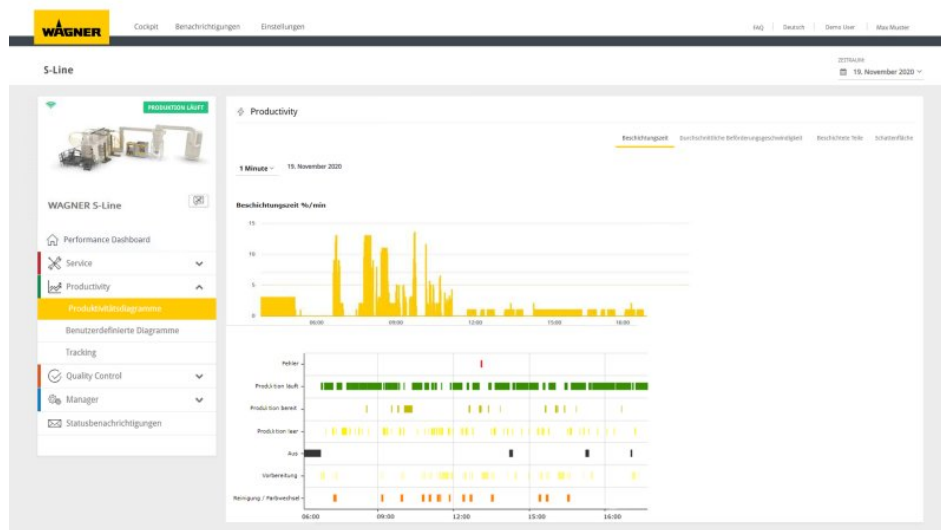 WAGNER
Cockpit Benachrichtigungen Einstellungen
FAQ Deutsch Demo User Max Muster
S-Line
ZEITRAUM
19. November 2020
PRODUKTION LÄUFT
WAGNER S-Line
Performance Dashboard
Service
Productivity
Produktivitätsdiagramme
Benutzerdefinierte Diagramme
Tracking
Quality Control
Manager
Statusbenachrichtigungen
Productivity
Beschichtungszeit Durchschnittliche Beförderungsgeschwindigkeit Beschichtete Teile Schattenfläche
1 Minute 19. November 2020
Beschichtungszeit %/min
15
10
5
0
06:00 09:00 12:00 15:00 18:00
Fehler
Produktion läuft
Produktion bereit
Produktion leer
Aus
Vorbereitung
Reinigung / Farbwechsel
06:00 09:00 12:00 15:00 18:00